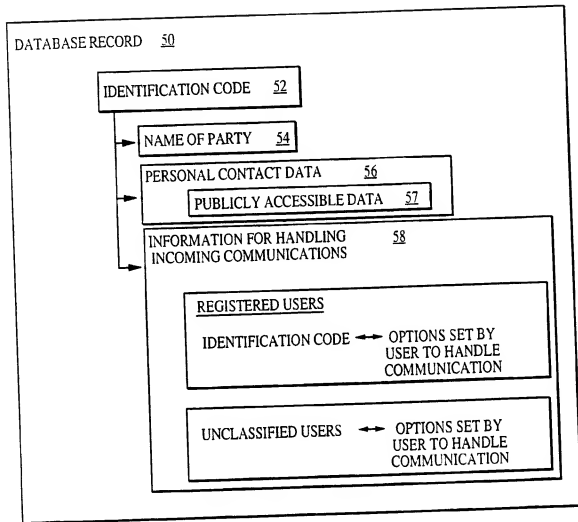 DATABASE RECORD 50
IDENTIFICATION CODE 52
NAME OF PARTY 54
PERSONAL CONTACT DATA 56
PUBLICLY ACCESSIBLE DATA 57
INFORMATION FOR HANDLING 58
INCOMING COMMUNICATIONS
REGISTERED USERS
IDENTIFICATION CODE ↔ OPTIONS SET BY
USER TO HANDLE
COMMUNICATION
UNCLASSIFIED USERS ↔ OPTIONS SET BY
USER TO HANDLE
COMMUNICATION